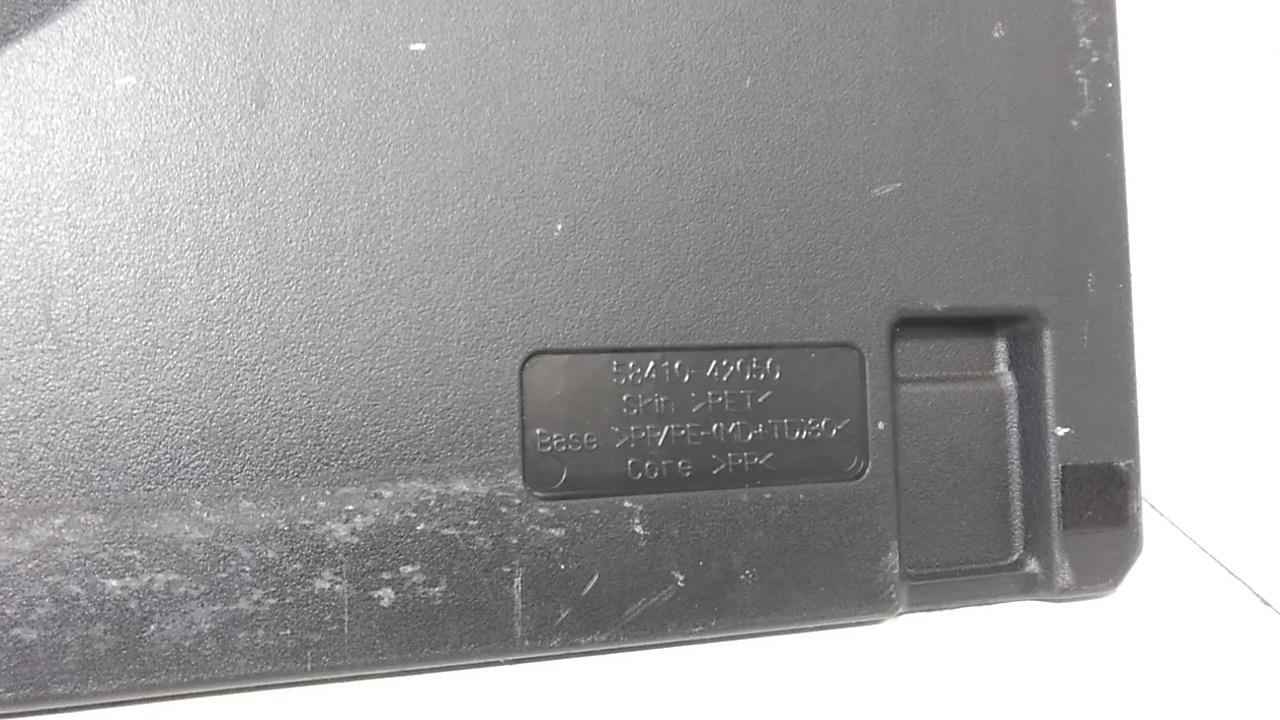 58410-42050
Skin >PET<
Base >PP/PE-(MD+TD)30<
Core >PP<